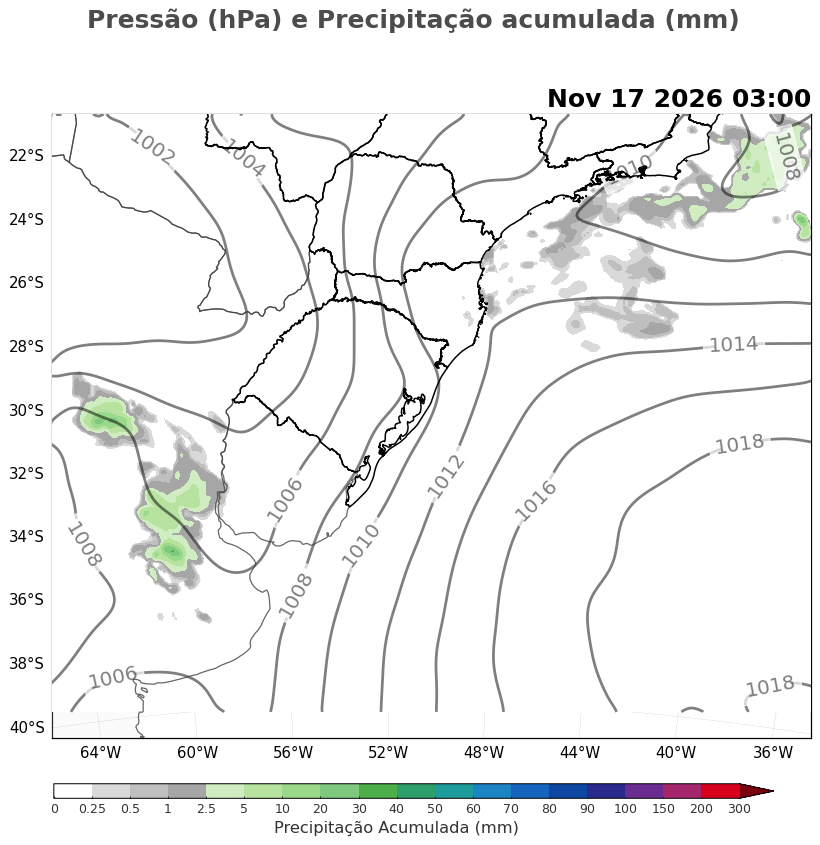 Pressão (hPa) e Precipitação acumulada (mm)
Nov 17 2026 03:00
1002
1004
1010
1008
22°S
24°S
26°S
28°S
30°S
32°S
34°S
36°S
38°S
40°S
1014
1018
1012
1016
1006
1010
1008
1008
1006
1018
64°W 60°W 56°W 52°W 48°W 44°W 40°W 36°W
0 0.25 0.5 1 2.5 5 10 20 30 40 50 60 70 80 90 100 150 200 300
Precipitação Acumulada (mm)